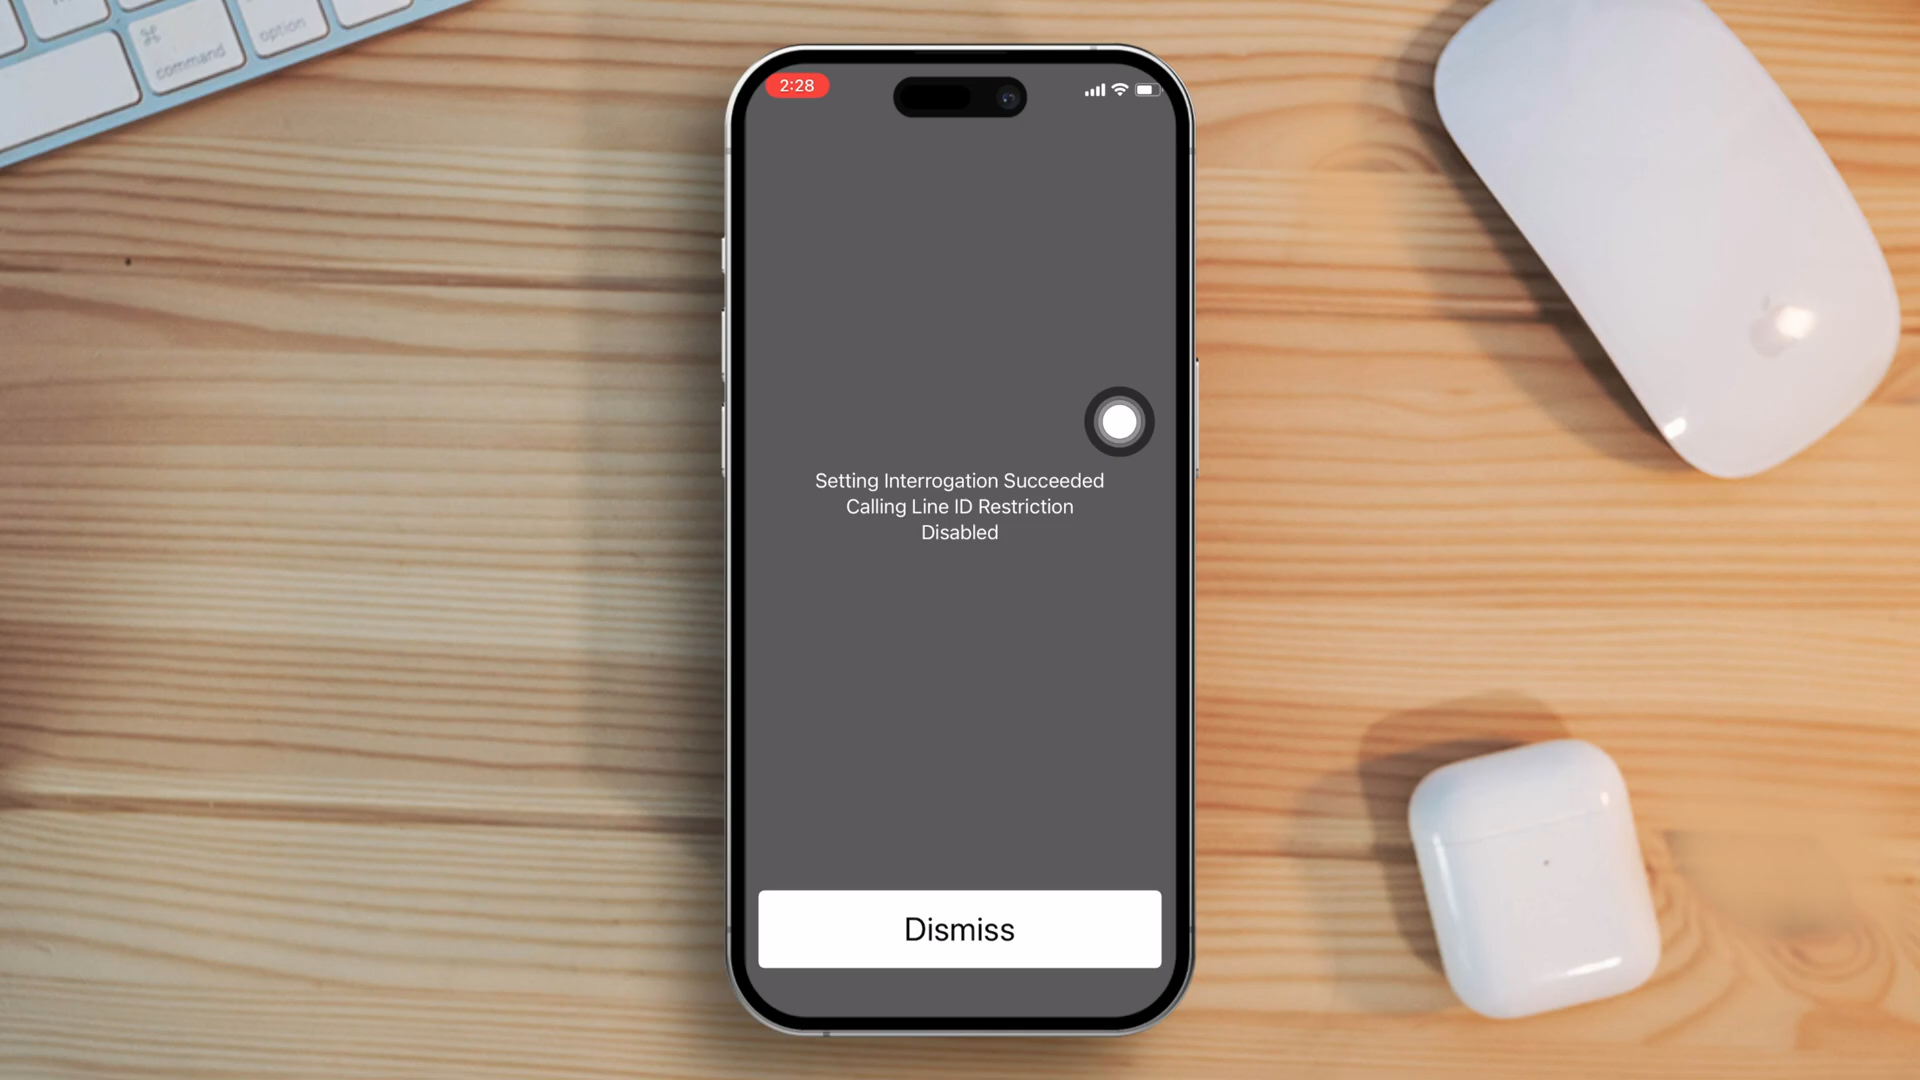 ⌘
command
option
2:28
Setting Interrogation Succeeded
Calling Line ID Restriction
Disabled
Dismiss